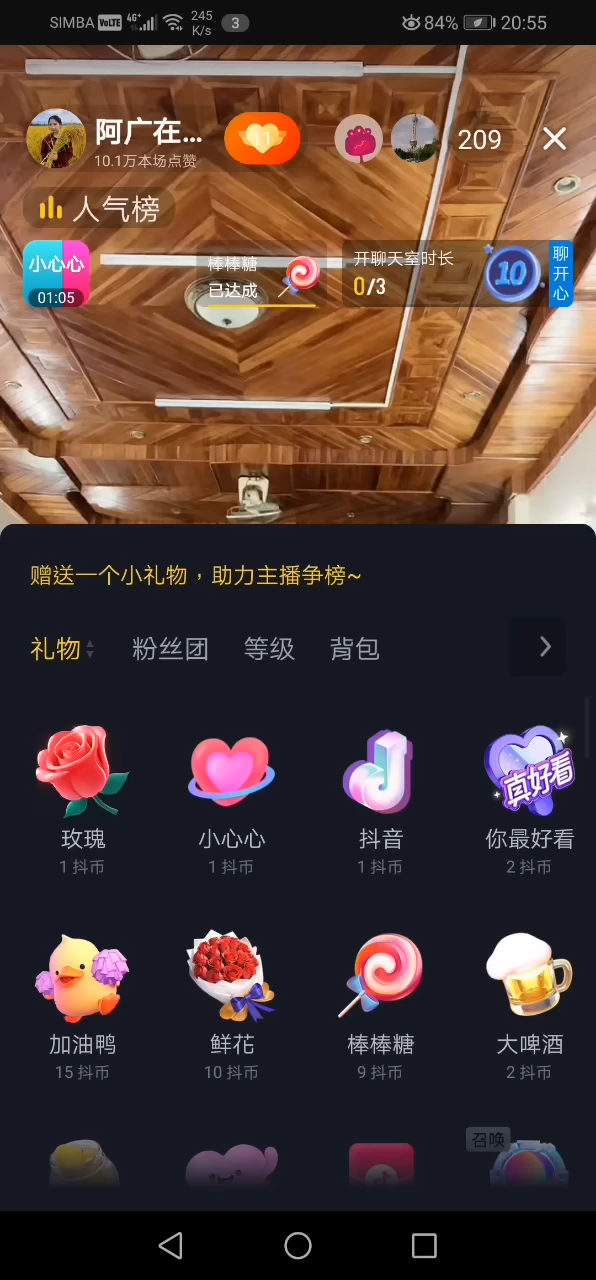 SIMBA VoLTE 4G+ 245 K/s 3 84% 20:55
阿广在...
10.1万本场点赞
11
209
人气榜
小心心
01:05
棒棒糖
已达成
开聊天室时长
0/3
10
聊开心
赠送一个小礼物，助力主播争榜~
礼物 粉丝团 等级 背包
真好看
玫瑰 小心心 抖音 你最好看
1 抖币 1 抖币 1 抖币 2 抖币
加油鸭 鲜花 棒棒糖 大啤酒
15 抖币 10 抖币 9 抖币 2 抖币
召唤